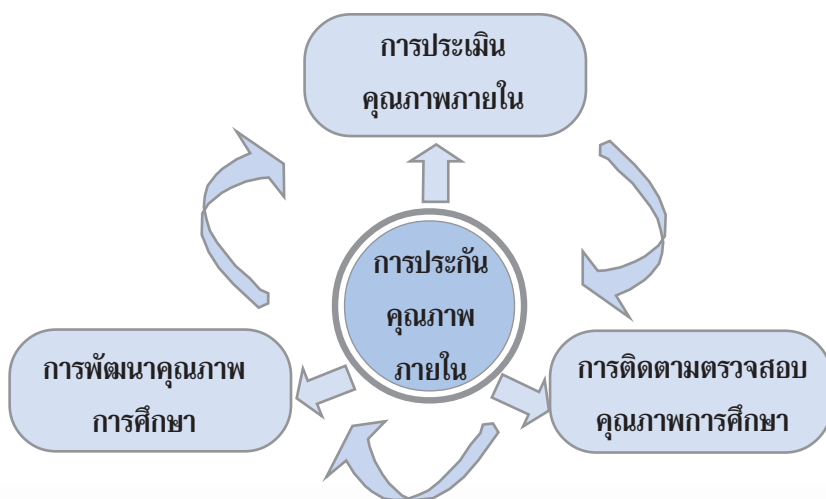 การประเมิน
คุณภาพภายใน
การประกัน
คุณภาพ
ภายใน
การพัฒนาคุณภาพ
การศึกษา
การติดตามตรวจสอบ
คุณภาพการศึกษา